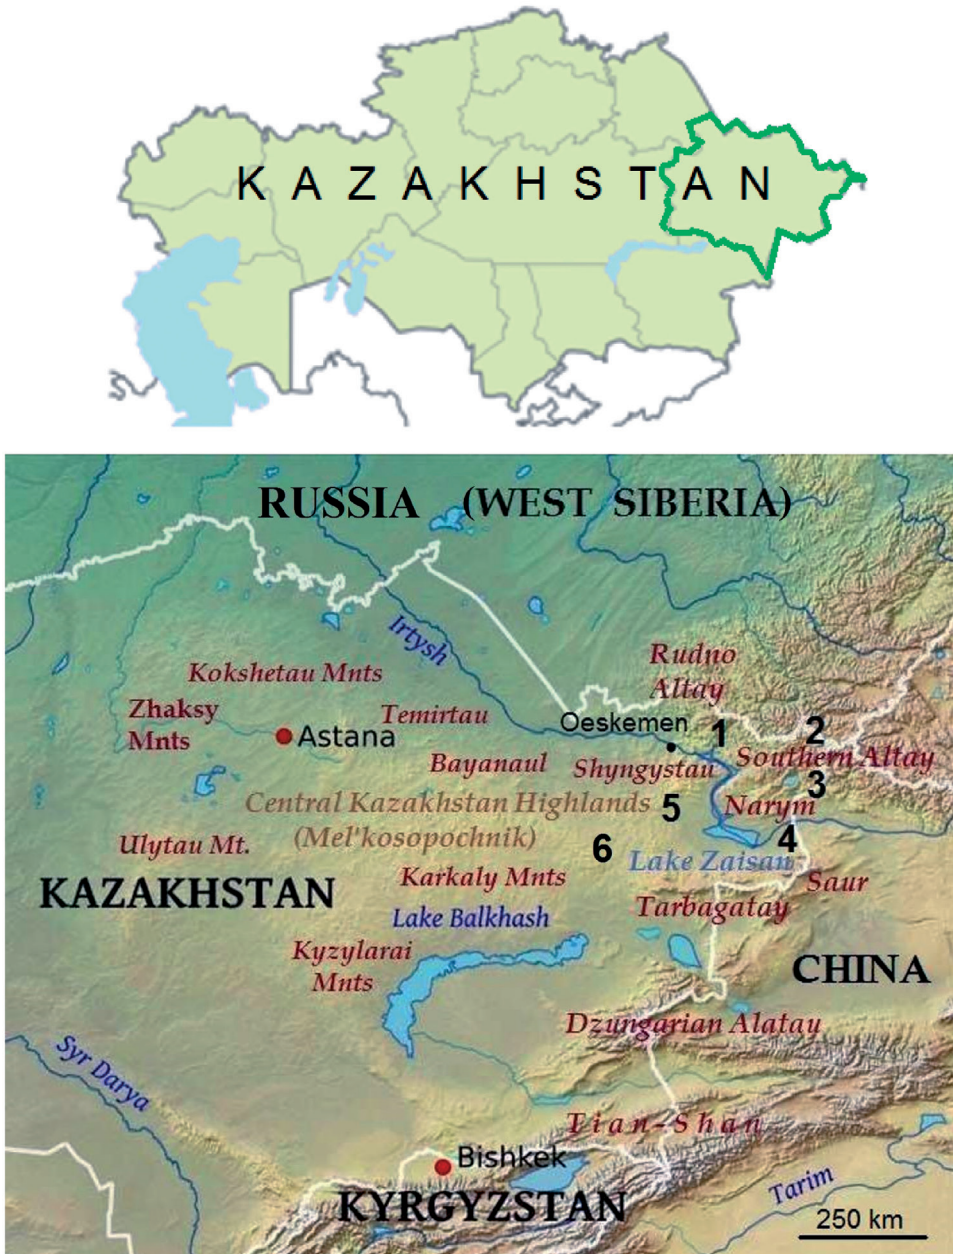 KAZAKHSTAN
RUSSIA (WEST SIBERIA)
Irtysh
Rudno
Altay
Kokshetau Mnts
Zhaksy
Mnts
Temirtau
Oeskemen
1
2
Astana
Bayanaul
Shyngystau
Southern Altay
3
Central Kazakhstan Highlands
5
Narym
(Mel'kosopochnik)
4
Ulytau Mt.
6
Lake Zaisan
KAZAKHSTAN
Karkaly Mnts
Saur
Lake Balkhash
Tarbagatay
Kyzylarai
Mnts
CHINA
Dzungarian Alatau
Syr Darya
Tian-Shan
Bishkek
KYRGYZSTAN
Tarim
250 km